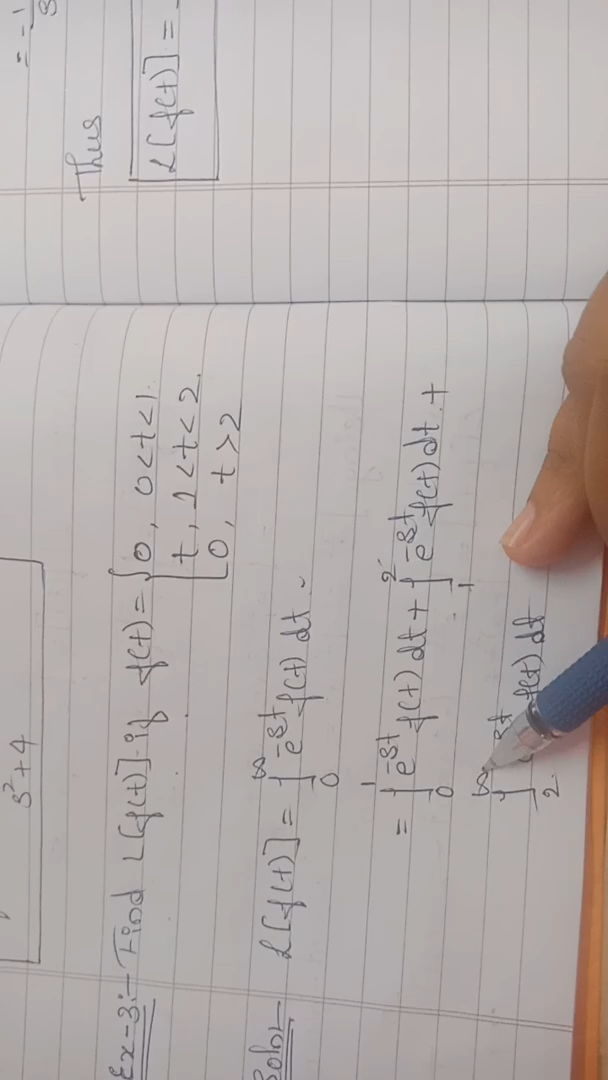 = -1/s
Thus
L[f(t)] =
s²+4
Ex-3:- Find L[f(t)] if f(t) = { 0, 0<t<1.
t, 1<t<2
0, t>2
Soln. L[f(t)] = ∫₀^∞ e^-st f(t) dt.
= ∫₀¹ e^-st f(t) dt + ∫₁² e^-st f(t) dt. +
∫₂^∞ e^-st f(t) dt